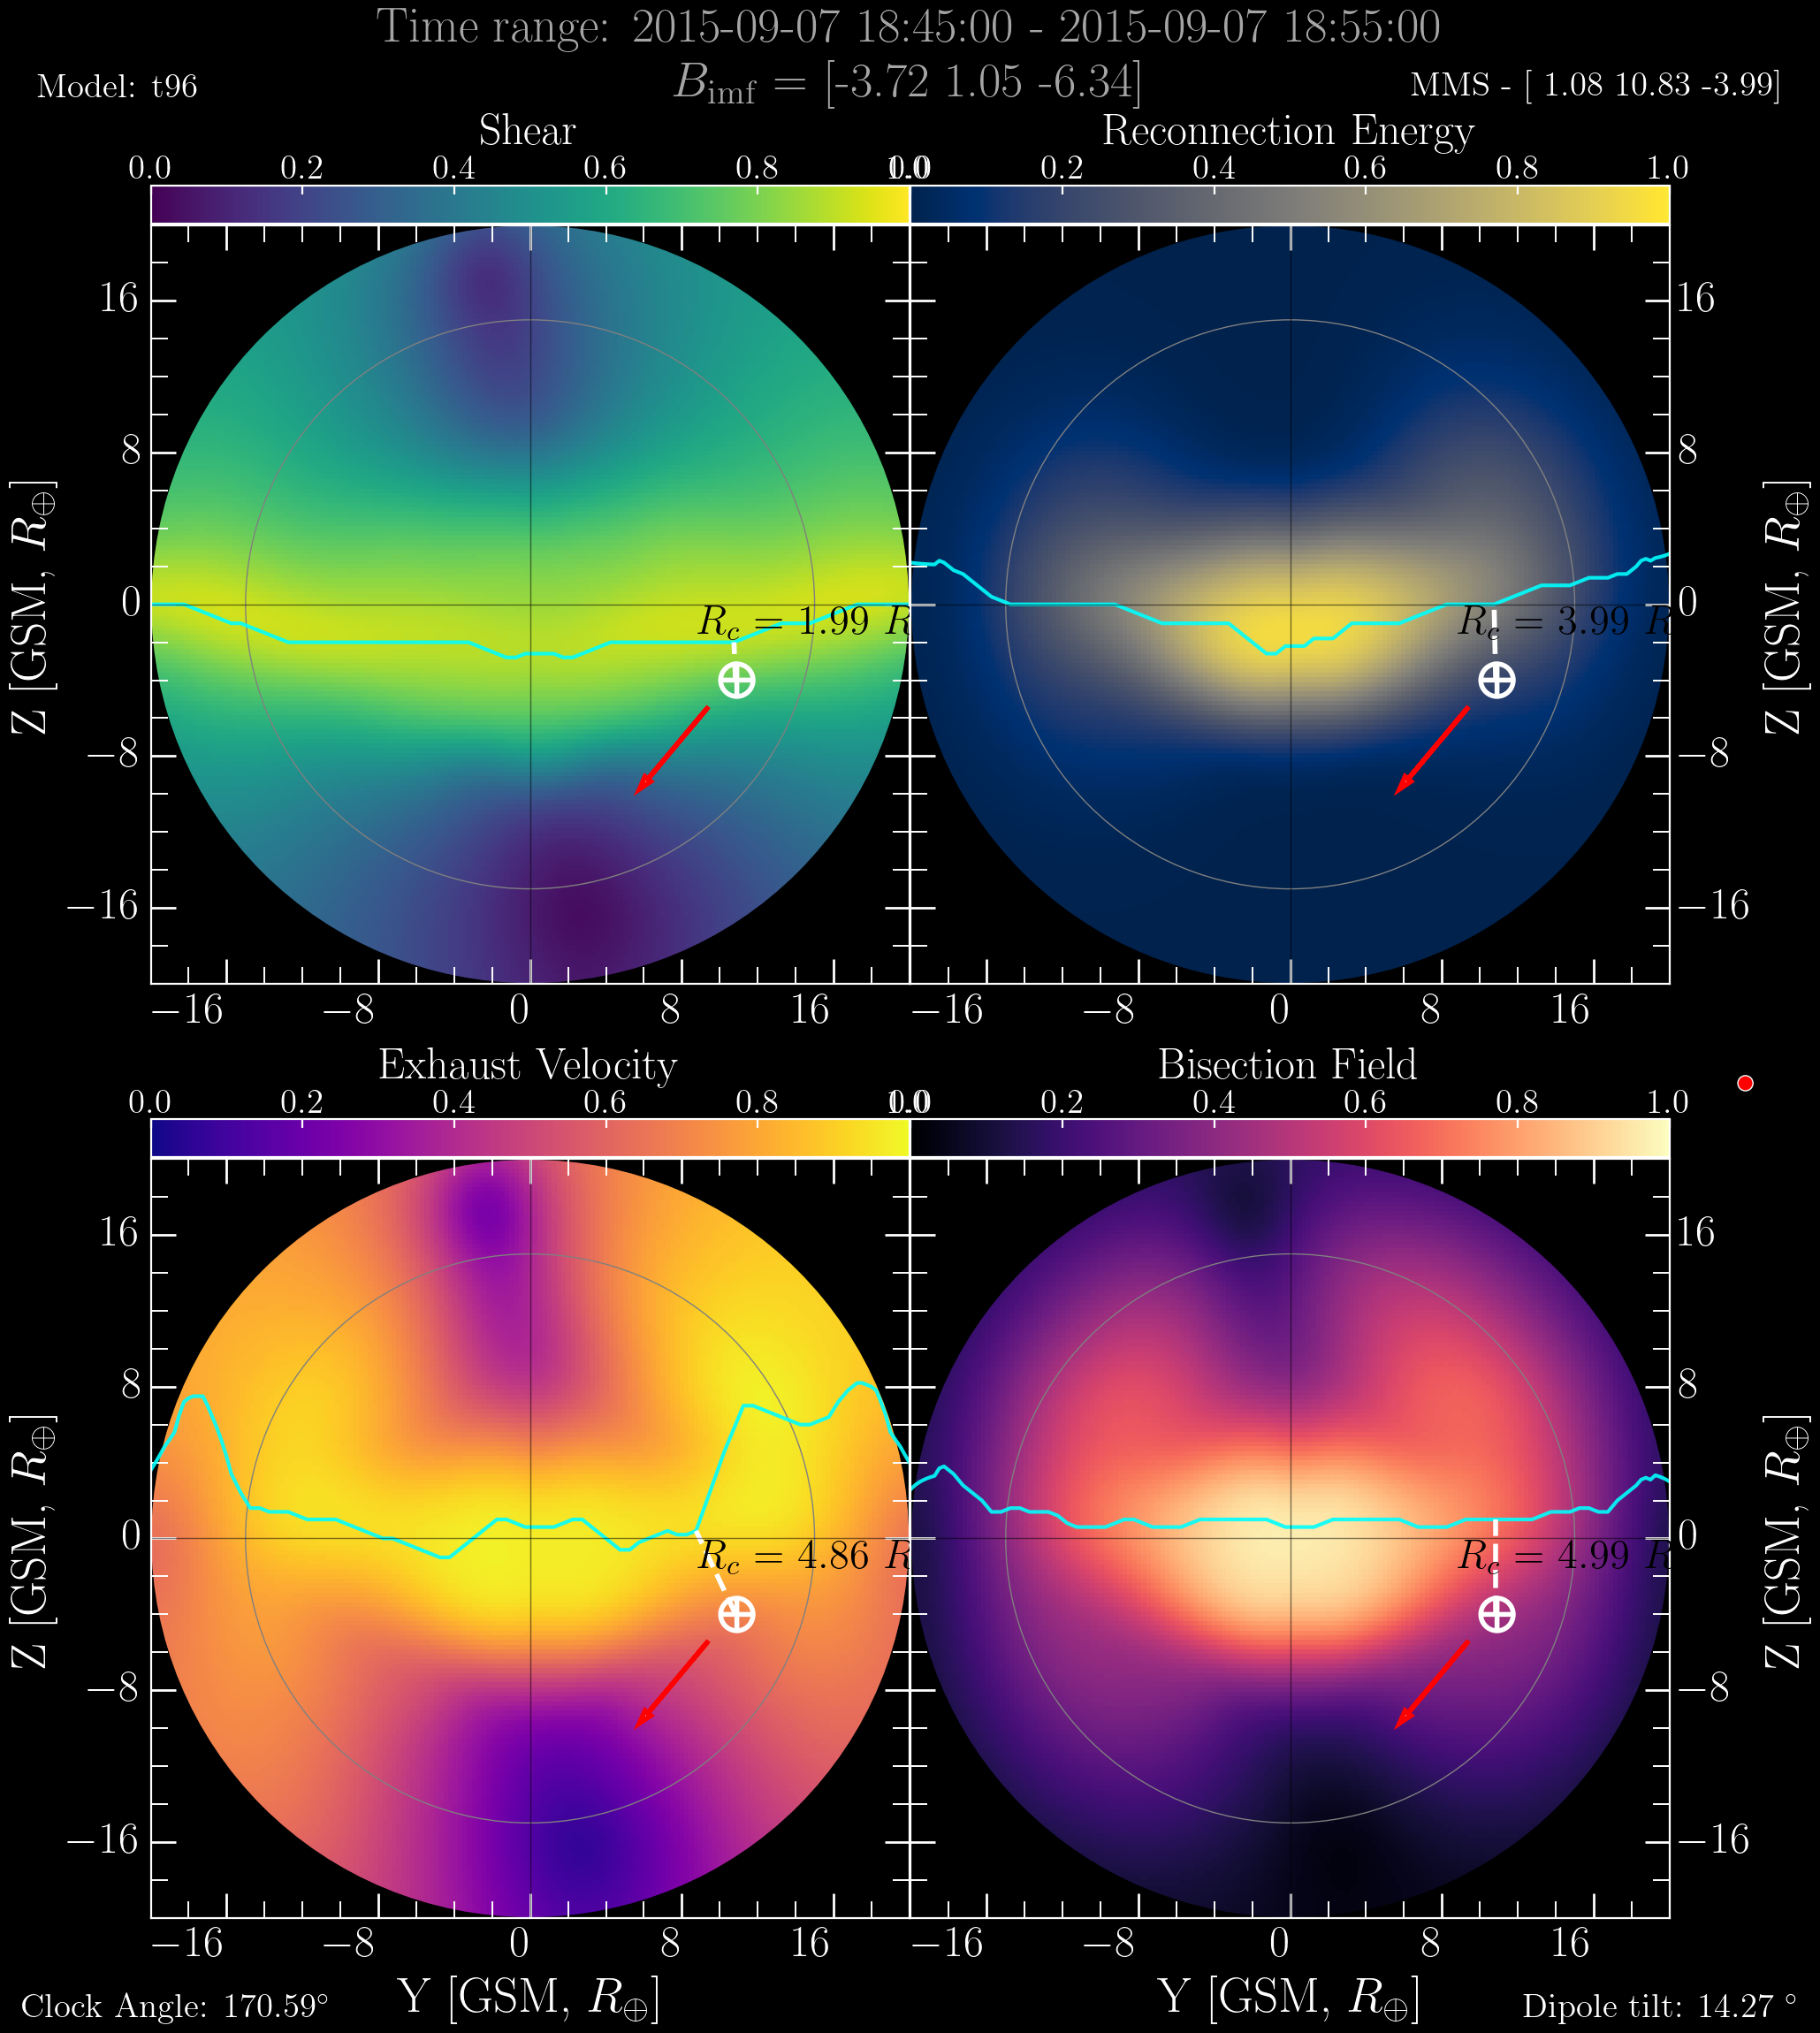 Time range: 2015-09-07 18:45:00 - 2015-09-07 18:55:00
Model: t96
B_imf = [-3.72 1.05 -6.34]
MMS - [ 1.08 10.83 -3.99]
Shear
Reconnection Energy
0.0 0.2 0.4 0.6 0.8 1.0
0.0 0.2 0.4 0.6 0.8 1.0
16
8
0
−8
−16
Z [GSM, R⊕]
R_c = 1.99 R
−16 −8 0 8 16
R_c = 3.99 R
16
8
0
−8
−16
Z [GSM, R⊕]
−16 −8 0 8 16
Exhaust Velocity
Bisection Field
0.0 0.2 0.4 0.6 0.8 1.0
0.0 0.2 0.4 0.6 0.8 1.0
16
8
0
−8
−16
Z [GSM, R⊕]
R_c = 4.86 R
−16 −8 0 8 16
Y [GSM, R⊕]
R_c = 4.99 R
16
8
0
−8
−16
Z [GSM, R⊕]
−16 −8 0 8 16
Y [GSM, R⊕]
Clock Angle: 170.59°
Dipole tilt: 14.27 °